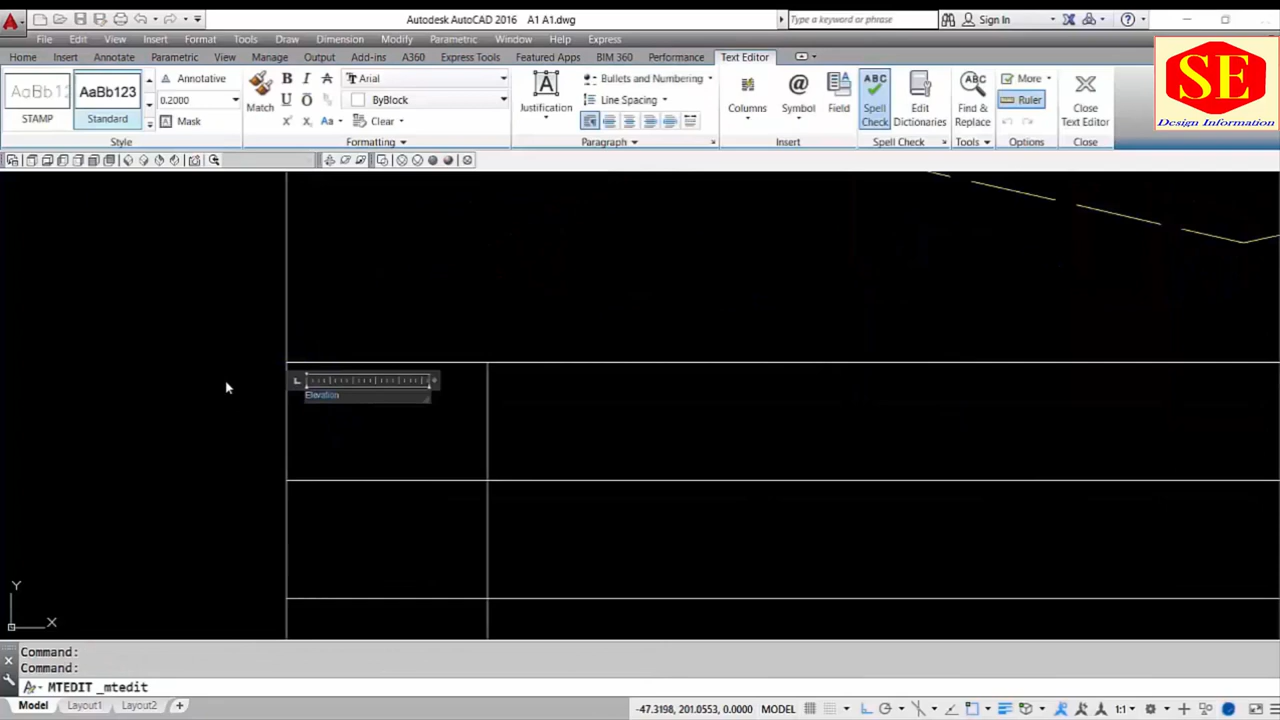 Autodesk AutoCAD 2016 A1 A1.dwg
Type a keyword or phrase
Sign In
File Edit View Insert Format Tools Draw Dimension Modify Parametric Window Help Express
Home Insert Annotate Parametric View Manage Output Add-ins A360 Express Tools Featured Apps BIM 360 Performance Text Editor
SE
Design Information
AaBb1
STAMP
AaBb123
Standard
Annotative
0.2000
Mask
Style
Match
B I A
Arial
U O
ByBlock
Aa
Clear
Formatting
A
Justification
Bullets and Numbering
Line Spacing
Paragraph
Columns
@
Symbol
Field
Insert
ABC
Spell
Check
Edit
Dictionaries
Spell Check
Find &
Replace
Tools
More
Ruler
Options
Close
Text Editor
Close
Elevation
Y
X
Command:
Command:
MTEDIT _mtedit
Model Layout1 Layout2 +
-47.3198, 201.0553, 0.0000 MODEL
1:1